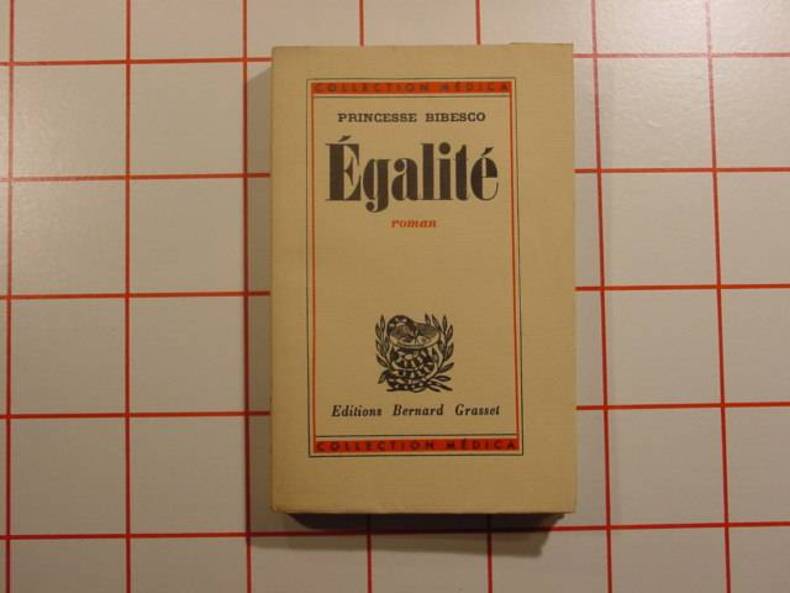 COLLECTION MÉDICA
PRINCESSE BIBESCO
Égalité
roman
Editions Bernard Grasset
COLLECTION MÉDICA